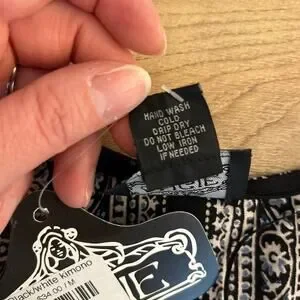 HAND WASH
COLD
DRIP DRY
DO NOT BLEACH
LOW IRON
IF NEEDED
Black/white kimono
$34.00 / M